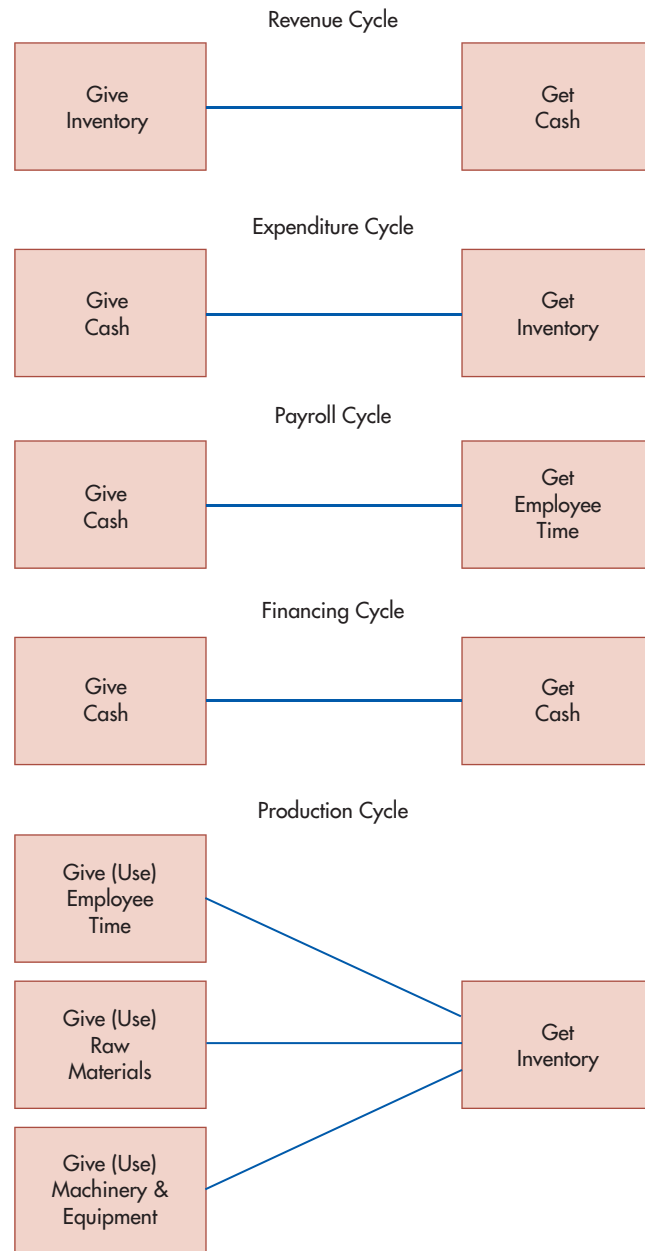 Revenue Cycle
Give
Inventory
Get
Cash
Expenditure Cycle
Give
Cash
Get
Inventory
Payroll Cycle
Give
Cash
Get
Employee
Time
Financing Cycle
Give
Cash
Get
Cash
Production Cycle
Give (Use)
Employee
Time
Give (Use)
Raw
Materials
Get
Inventory
Give (Use)
Machinery &
Equipment